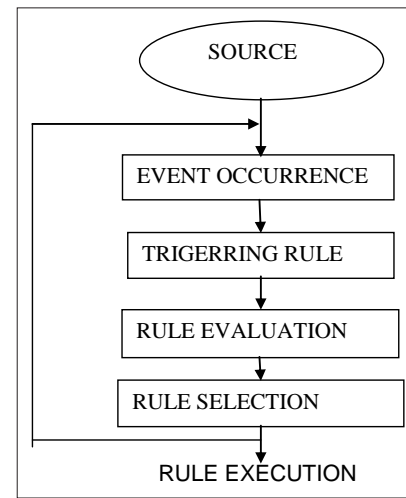 SOURCE
EVENT OCCURRENCE
TRIGERRING RULE
RULE EVALUATION
RULE SELECTION
RULE EXECUTION